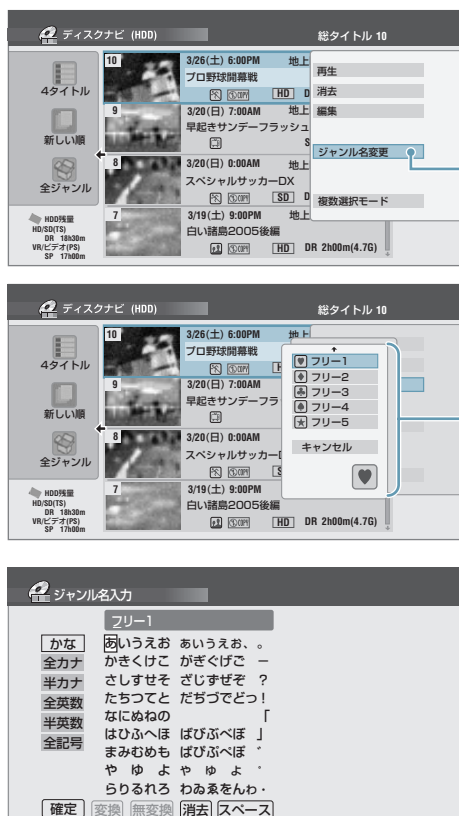 ディスクナビ (HDD) 総タイトル 10
4タイトル
新しい順
全ジャンル
HDD残量
HD/SD(TS)
DR 18h30m
VR/ビデオ(PS)
SP 17h00m
10 3/26(土) 6:00PM 地上
プロ野球開幕戦
HD D
9 3/20(日) 7:00AM 地上
早起きサンデーフラッシュ
S
8 3/20(日) 0:00AM 地上
スペシャルサッカーDX
SD D
7 3/19(土) 9:00PM 地上
白い諸島2005後編
HD DR 2h00m(4.7G)
再生
消去
編集
ジャンル名変更
複数選択モード
ディスクナビ (HDD) 総タイトル 10
4タイトル
新しい順
全ジャンル
HDD残量
HD/SD(TS)
DR 18h30m
VR/ビデオ(PS)
SP 17h00m
10 3/26(土) 6:00PM 地上
プロ野球開幕戦
9 3/20(日) 7:00AM
早起きサンデーフラ
8 3/20(日) 0:00AM
スペシャルサッカー
7 3/19(土) 9:00PM
白い諸島2005後編
HD DR 2h00m(4.7G)
フリー1
フリー2
フリー3
フリー4
フリー5
キャンセル
ジャンル名入力
フリー1
かな あいうえお ぁぃぅぇぉ、。
全カナ かきくけこ がぎぐげご ー
半カナ さしすせそ ざじずぜぞ ?
全英数 たちつてと だぢづでどっ!
半英数 なにぬねの 「
全記号 はひふへほ ばびぶべぼ 」
まみむめも ぱぴぷぺぽ ゛
や ゆ よ ゃ ゅ ょ ゜
らりるれろ わゐゑをんゎ・
確定 変換 無変換 消去 スペース